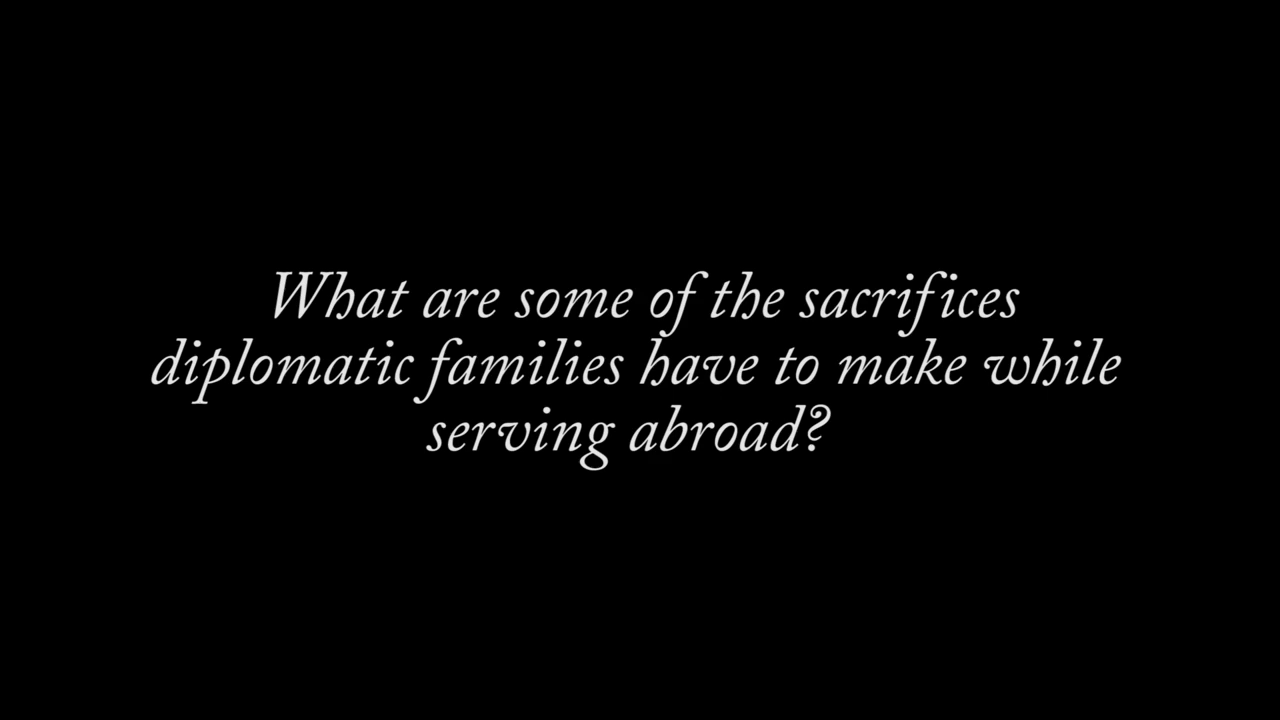 What are some of the sacrifices
diplomatic families have to make while
serving abroad?